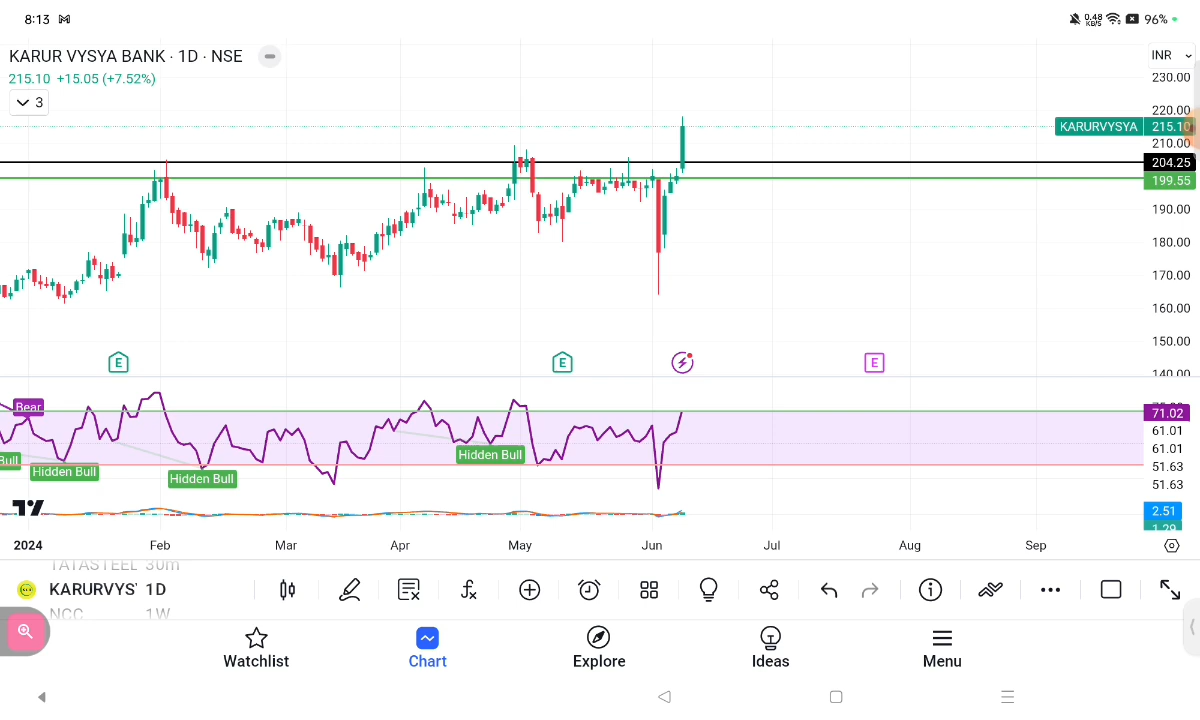 8:13
0.48
KB/S
96%
KARUR VYSYA BANK · 1D · NSE
215.10 +15.05 (+7.52%)
3
INR
230.00
220.00
KARURVYSYA 215.10
210.00
204.25
199.55
190.00
180.00
170.00
160.00
150.00
140.00
E
E
E
Bear
71.02
61.01
61.01
51.63
51.63
Bull
Hidden Bull
Hidden Bull
Hidden Bull
2.51
1.29
2024 Feb Mar Apr May Jun Jul Aug Sep
TATASTEEL 30m
KARURVYS' 1D
NCC 1W
Watchlist
Chart
Explore
Ideas
Menu